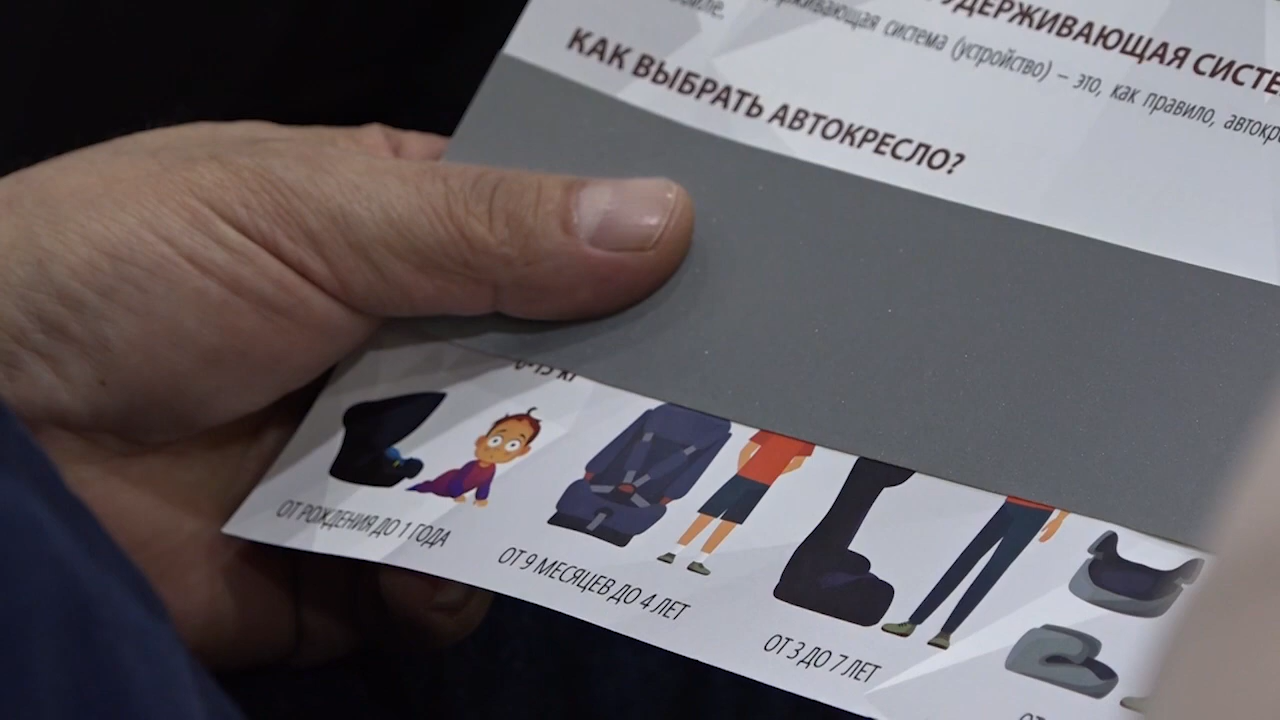 УДЕРЖИВАЮЩАЯ СИСТЕ
система (устройство) – это, как правило, автокр
КАК ВЫБРАТЬ АВТОКРЕСЛО?
ОТ РОЖДЕНИЯ ДО 1 ГОДА
ОТ 9 МЕСЯЦЕВ ДО 4 ЛЕТ
ОТ 3 ДО 7 ЛЕТ